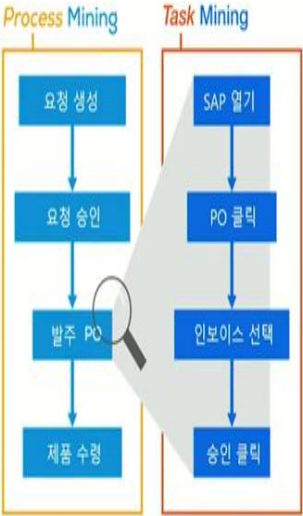 Process Mining
요청 생성
요청 승인
발주 PO
제품 수령
Task Mining
SAP 열기
PO 클릭
인보이스 선택
승인 클릭